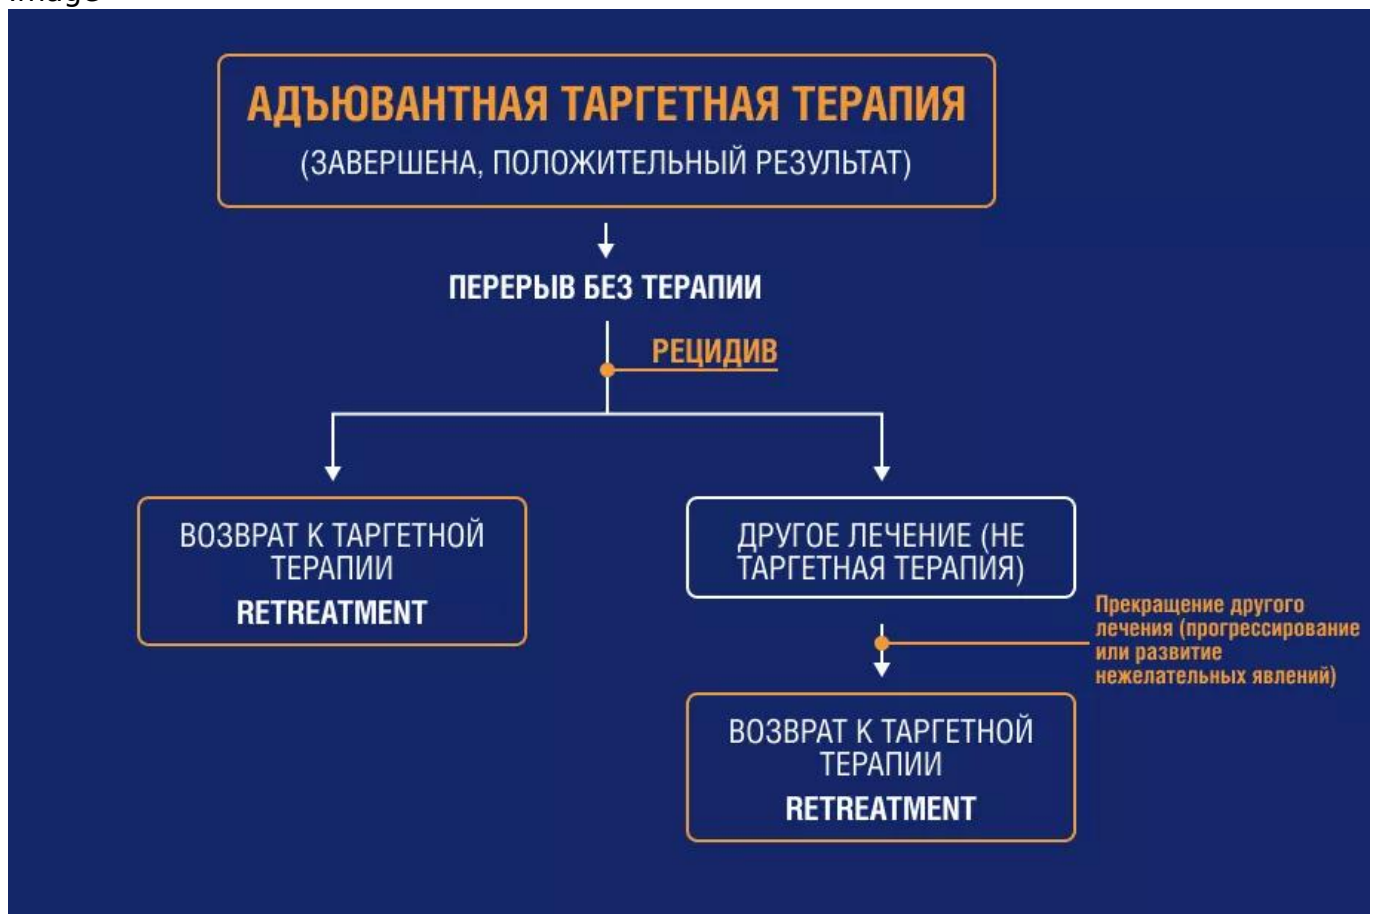 АДЪЮВАНТНАЯ ТАРГЕТНАЯ ТЕРАПИЯ
(ЗАВЕРШЕНА, ПОЛОЖИТЕЛЬНЫЙ РЕЗУЛЬТАТ)
ПЕРЕРЫВ БЕЗ ТЕРАПИИ
РЕЦИДИВ
ВОЗВРАТ К ТАРГЕТНОЙ
ТЕРАПИИ
RETREATMENT
ДРУГОЕ ЛЕЧЕНИЕ (НЕ
ТАРГЕТНАЯ ТЕРАПИЯ)
Прекращение другого
лечения (прогрессирование
или развитие
нежелательных явлений)
ВОЗВРАТ К ТАРГЕТНОЙ
ТЕРАПИИ
RETREATMENT